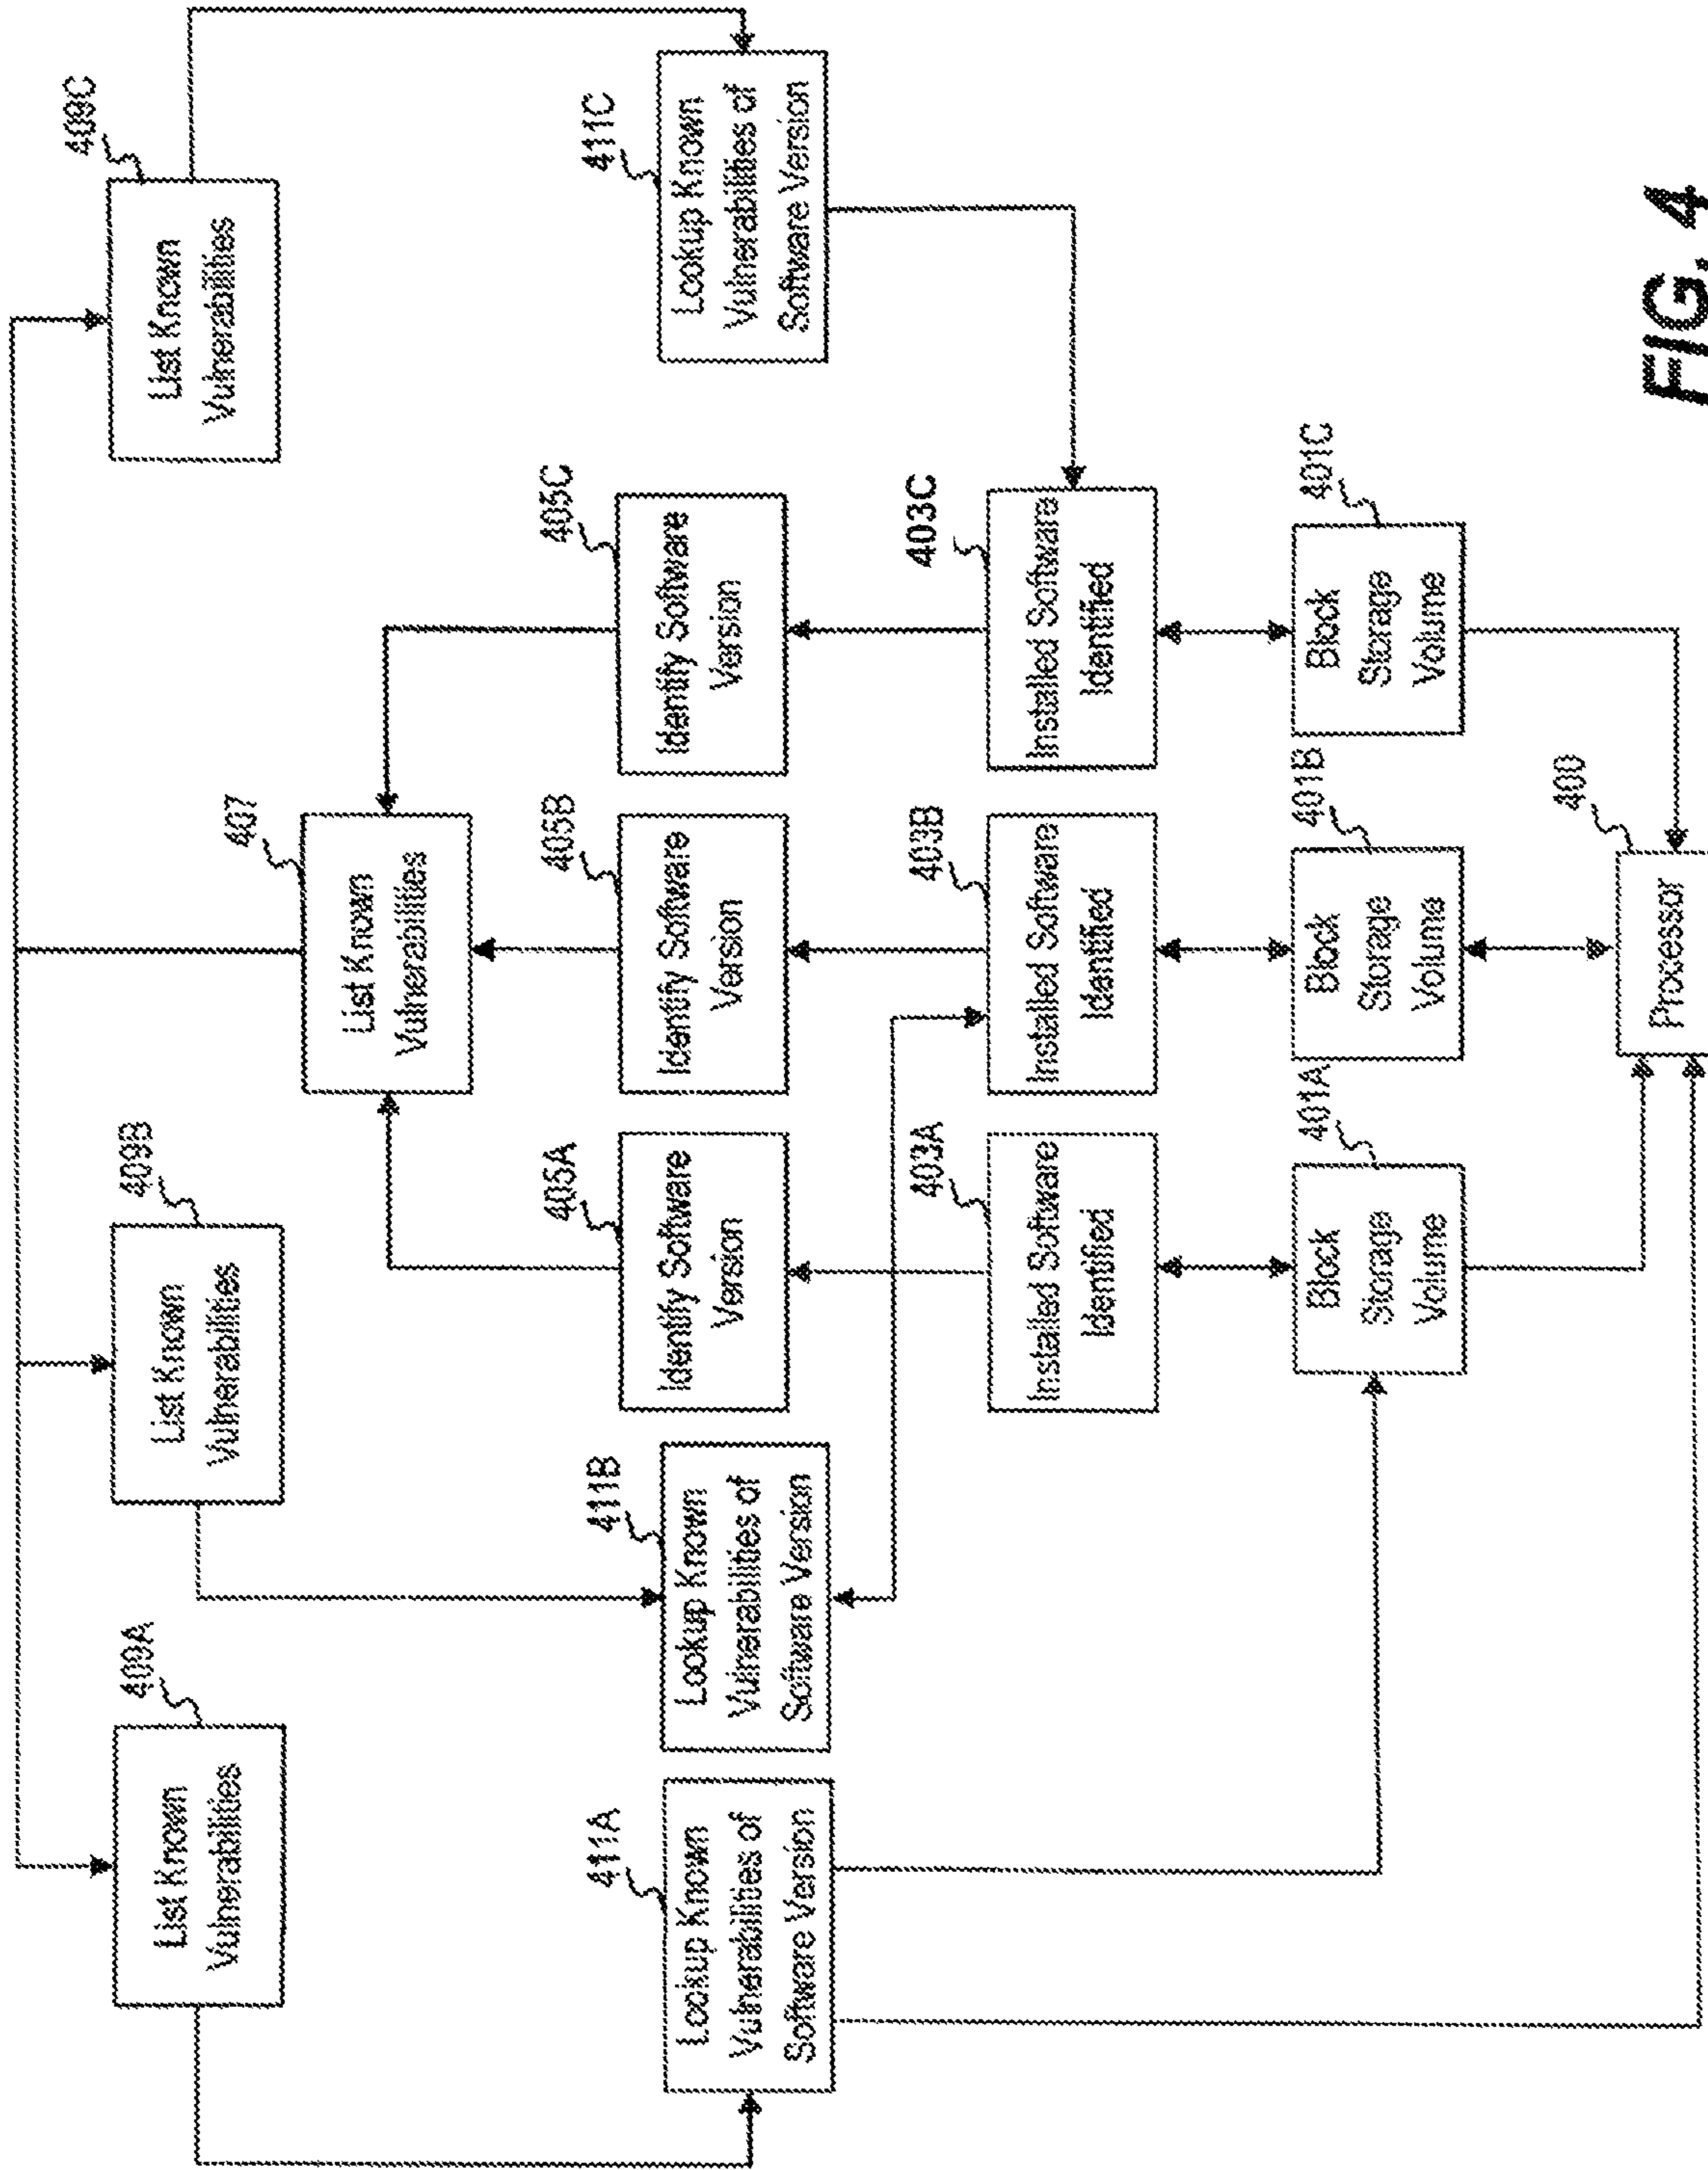 409A
List Known
Vulnerabilities
409B
List Known
Vulnerabilities
409C
List Known
Vulnerabilities
407
List Known
Vulnerabilities
411A
Lookup Known
Vulnerabilities of
Software Version
411B
Lookup Known
Vulnerabilities of
Software Version
405A
Identify Software
Version
405B
Identify Software
Version
405C
Identify Software
Version
411C
Lookup Known
Vulnerabilities of
Software Version
403A
Installed Software
Identified
403B
Installed Software
Identified
403C
Installed Software
Identified
401A
Block
Storage
Volume
401B
Block
Storage
Volume
401C
Block
Storage
Volume
400
Processor
FIG. 4